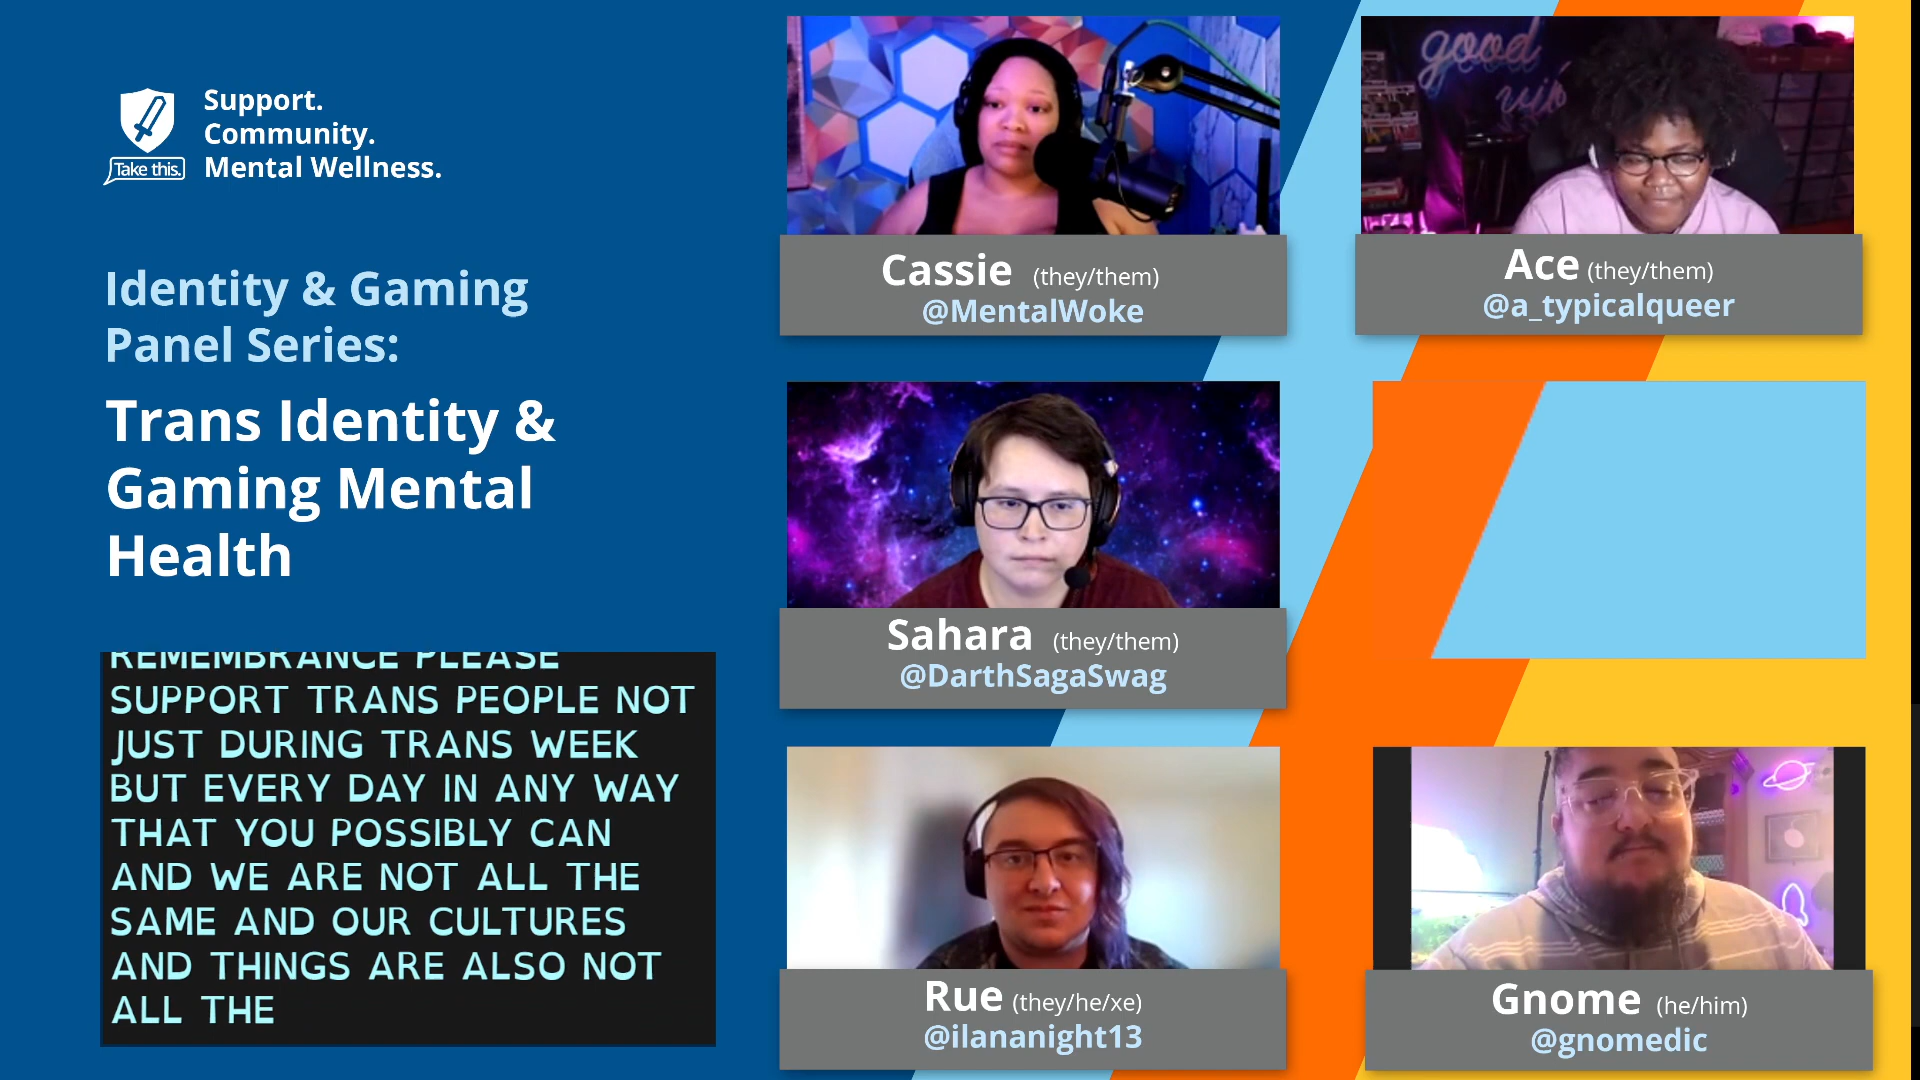 Support.
Community.
Mental Wellness.
Take this.
Identity & Gaming
Panel Series:
Trans Identity &
Gaming Mental
Health
REMEMBRANCE PLEASE
SUPPORT TRANS PEOPLE NOT
JUST DURING TRANS WEEK
BUT EVERY DAY IN ANY WAY
THAT YOU POSSIBLY CAN
AND WE ARE NOT ALL THE
SAME AND OUR CULTURES
AND THINGS ARE ALSO NOT
ALL THE
Cassie (they/them)
@MentalWoke
good
Ace (they/them)
@a_typicalqueer
Sahara (they/them)
@DarthSagaSwag
Rue (they/he/xe)
@ilananight13
Gnome (he/him)
@gnomedic